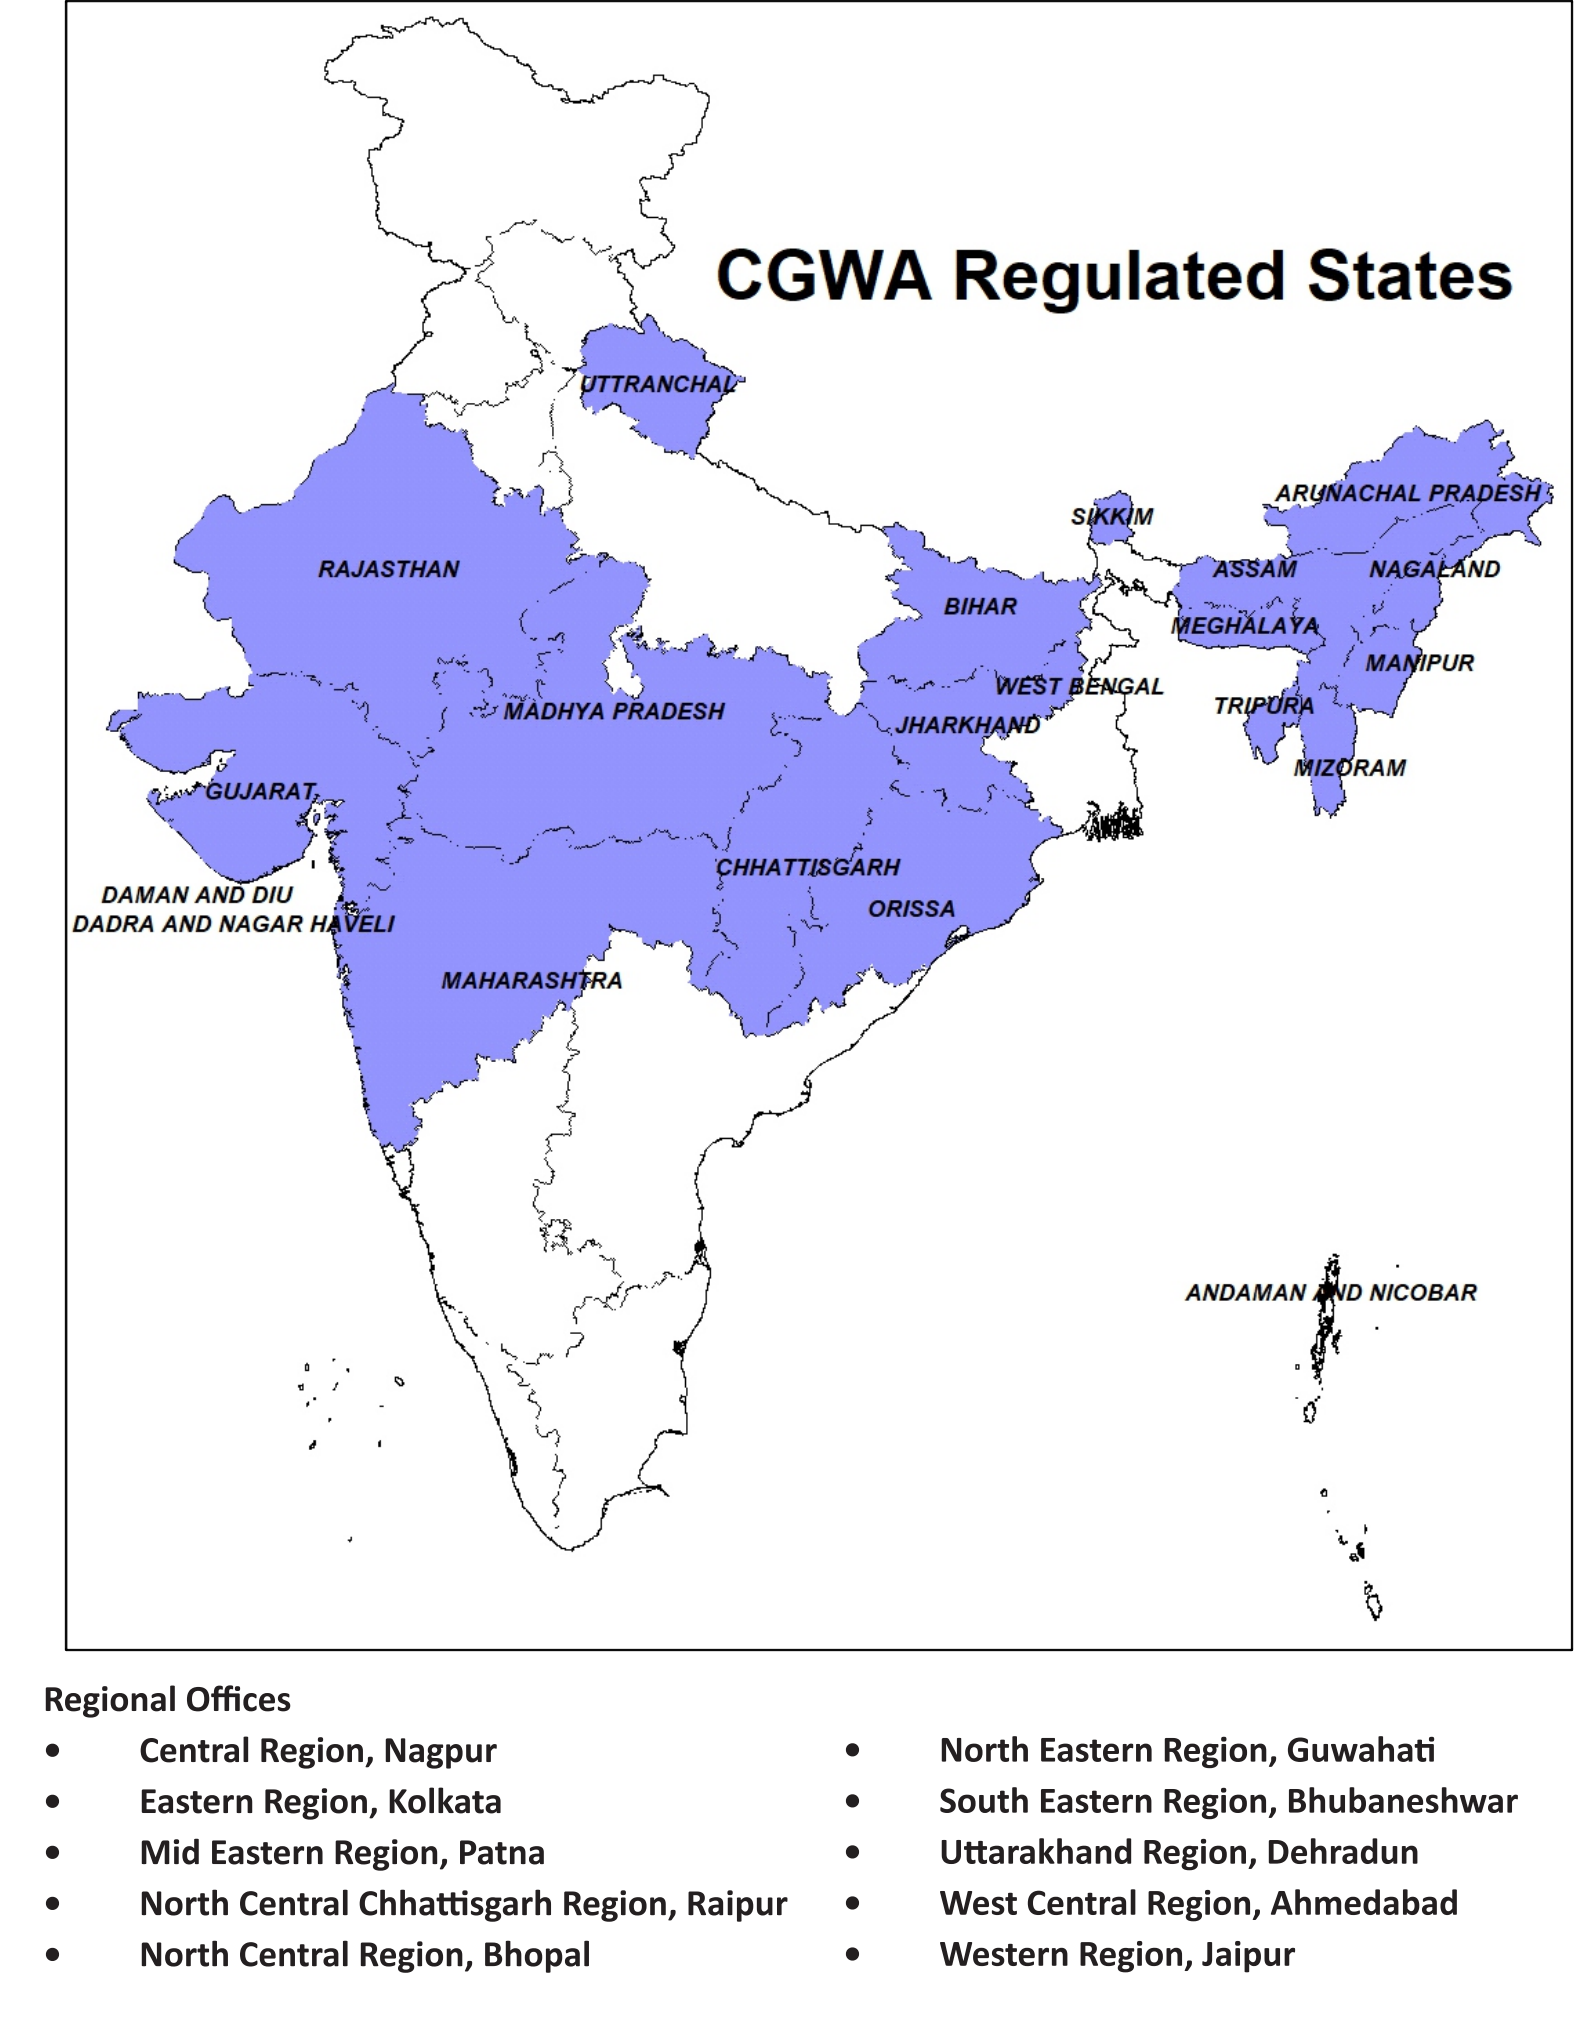 CGWA Regulated States
UTTRANCHAL
ARUNACHAL PRADESH
SIKKIM
RAJASTHAN
ASSAM
NAGALAND
BIHAR
MEGHALAYA
MANIPUR
WEST BENGAL
TRIPURA
MADHYA PRADESH
JHARKHAND
MIZORAM
GUJARAT
CHHATTISGARH
DAMAN AND DIU
DADRA AND NAGAR HAVELI
ORISSA
MAHARASHTRA
ANDAMAN AND NICOBAR
Regional Offices
• Central Region, Nagpur
• Eastern Region, Kolkata
• Mid Eastern Region, Patna
• North Central Chhattisgarh Region, Raipur
• North Central Region, Bhopal
• North Eastern Region, Guwahati
• South Eastern Region, Bhubaneshwar
• Uttarakhand Region, Dehradun
• West Central Region, Ahmedabad
• Western Region, Jaipur